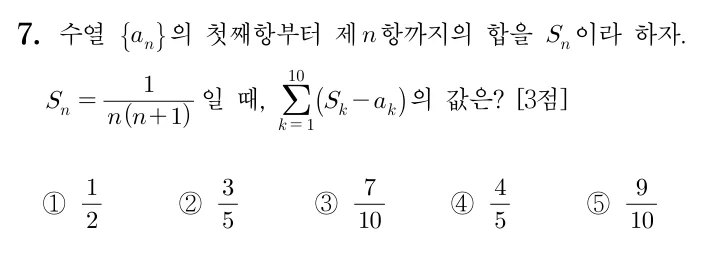 7. 수열 {aₙ}의 첫째항부터 제n항까지의 합을 Sₙ이라 하자.
Sₙ = 1/(n(n+1)) 일 때, ∑_{k=1}^{10}(Sₖ−aₖ)의 값은? [3점]
① 1/2 ② 3/5 ③ 7/10 ④ 4/5 ⑤ 9/10